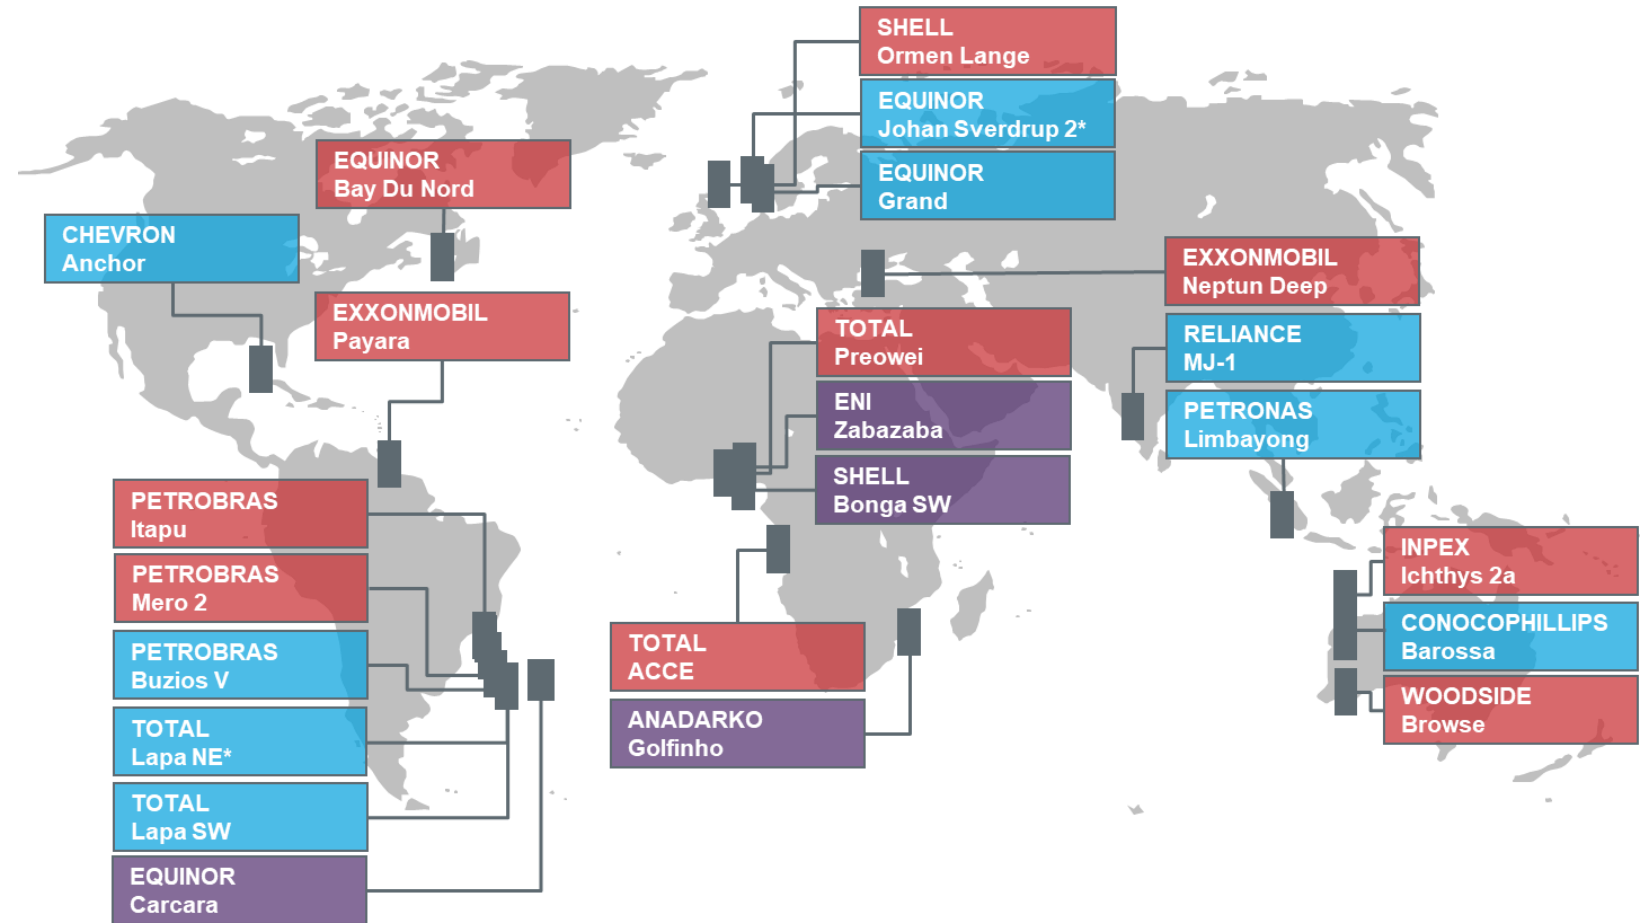 SHELL
Ormen Lange
EQUINOR
Johan Sverdrup 2*
EQUINOR
Grand
EQUINOR
Bay Du Nord
CHEVRON
Anchor
EXXONMOBIL
Neptun Deep
EXXONMOBIL
Payara
TOTAL
Preowei
RELIANCE
MJ-1
ENI
Zabazaba
PETRONAS
Limbayong
SHELL
Bonga SW
PETROBRAS
Itapu
PETROBRAS
Mero 2
PETROBRAS
Buzios V
TOTAL
Lapa NE*
TOTAL
Lapa SW
EQUINOR
Carcara
TOTAL
ACCE
ANADARKO
Golfinho
INPEX
Ichthys 2a
CONOCOPHILLIPS
Barossa
WOODSIDE
Browse